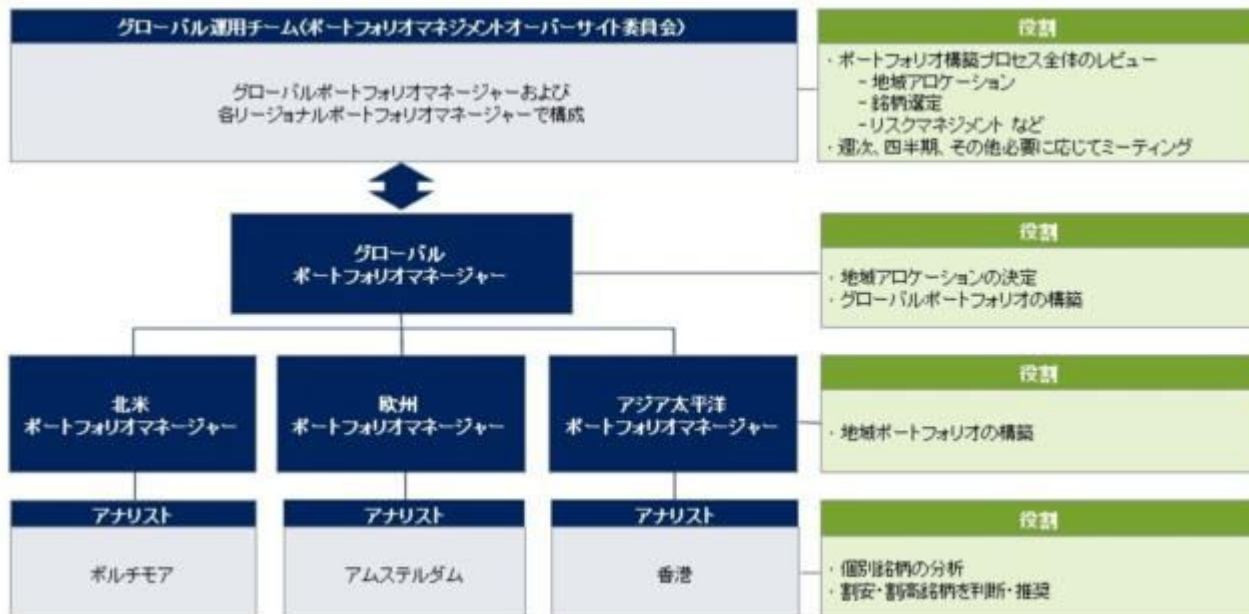 グローバル運用チーム(ポートフォリオマネジメントオーバーサイト委員会)
グローバルポートフォリオマネージャーおよび
各リージョナルポートフォリオマネージャーで構成
役割
・ポートフォリオ構築プロセス全体のレビュー
- 地域アロケーション
- 銘柄選定
- リスクマネジメント など
・週次、四半期、その他必要に応じてミーティング
グローバル
ポートフォリオマネージャー
役割
・地域アロケーションの決定
・グローバルポートフォリオの構築
北米
ポートフォリオマネージャー
欧州
ポートフォリオマネージャー
アジア太平洋
ポートフォリオマネージャー
役割
・地域ポートフォリオの構築
アナリスト
ボルチモア
アナリスト
アムステルダム
アナリスト
香港
役割
・個別銘柄の分析
・割安・割高銘柄を判断・推奨